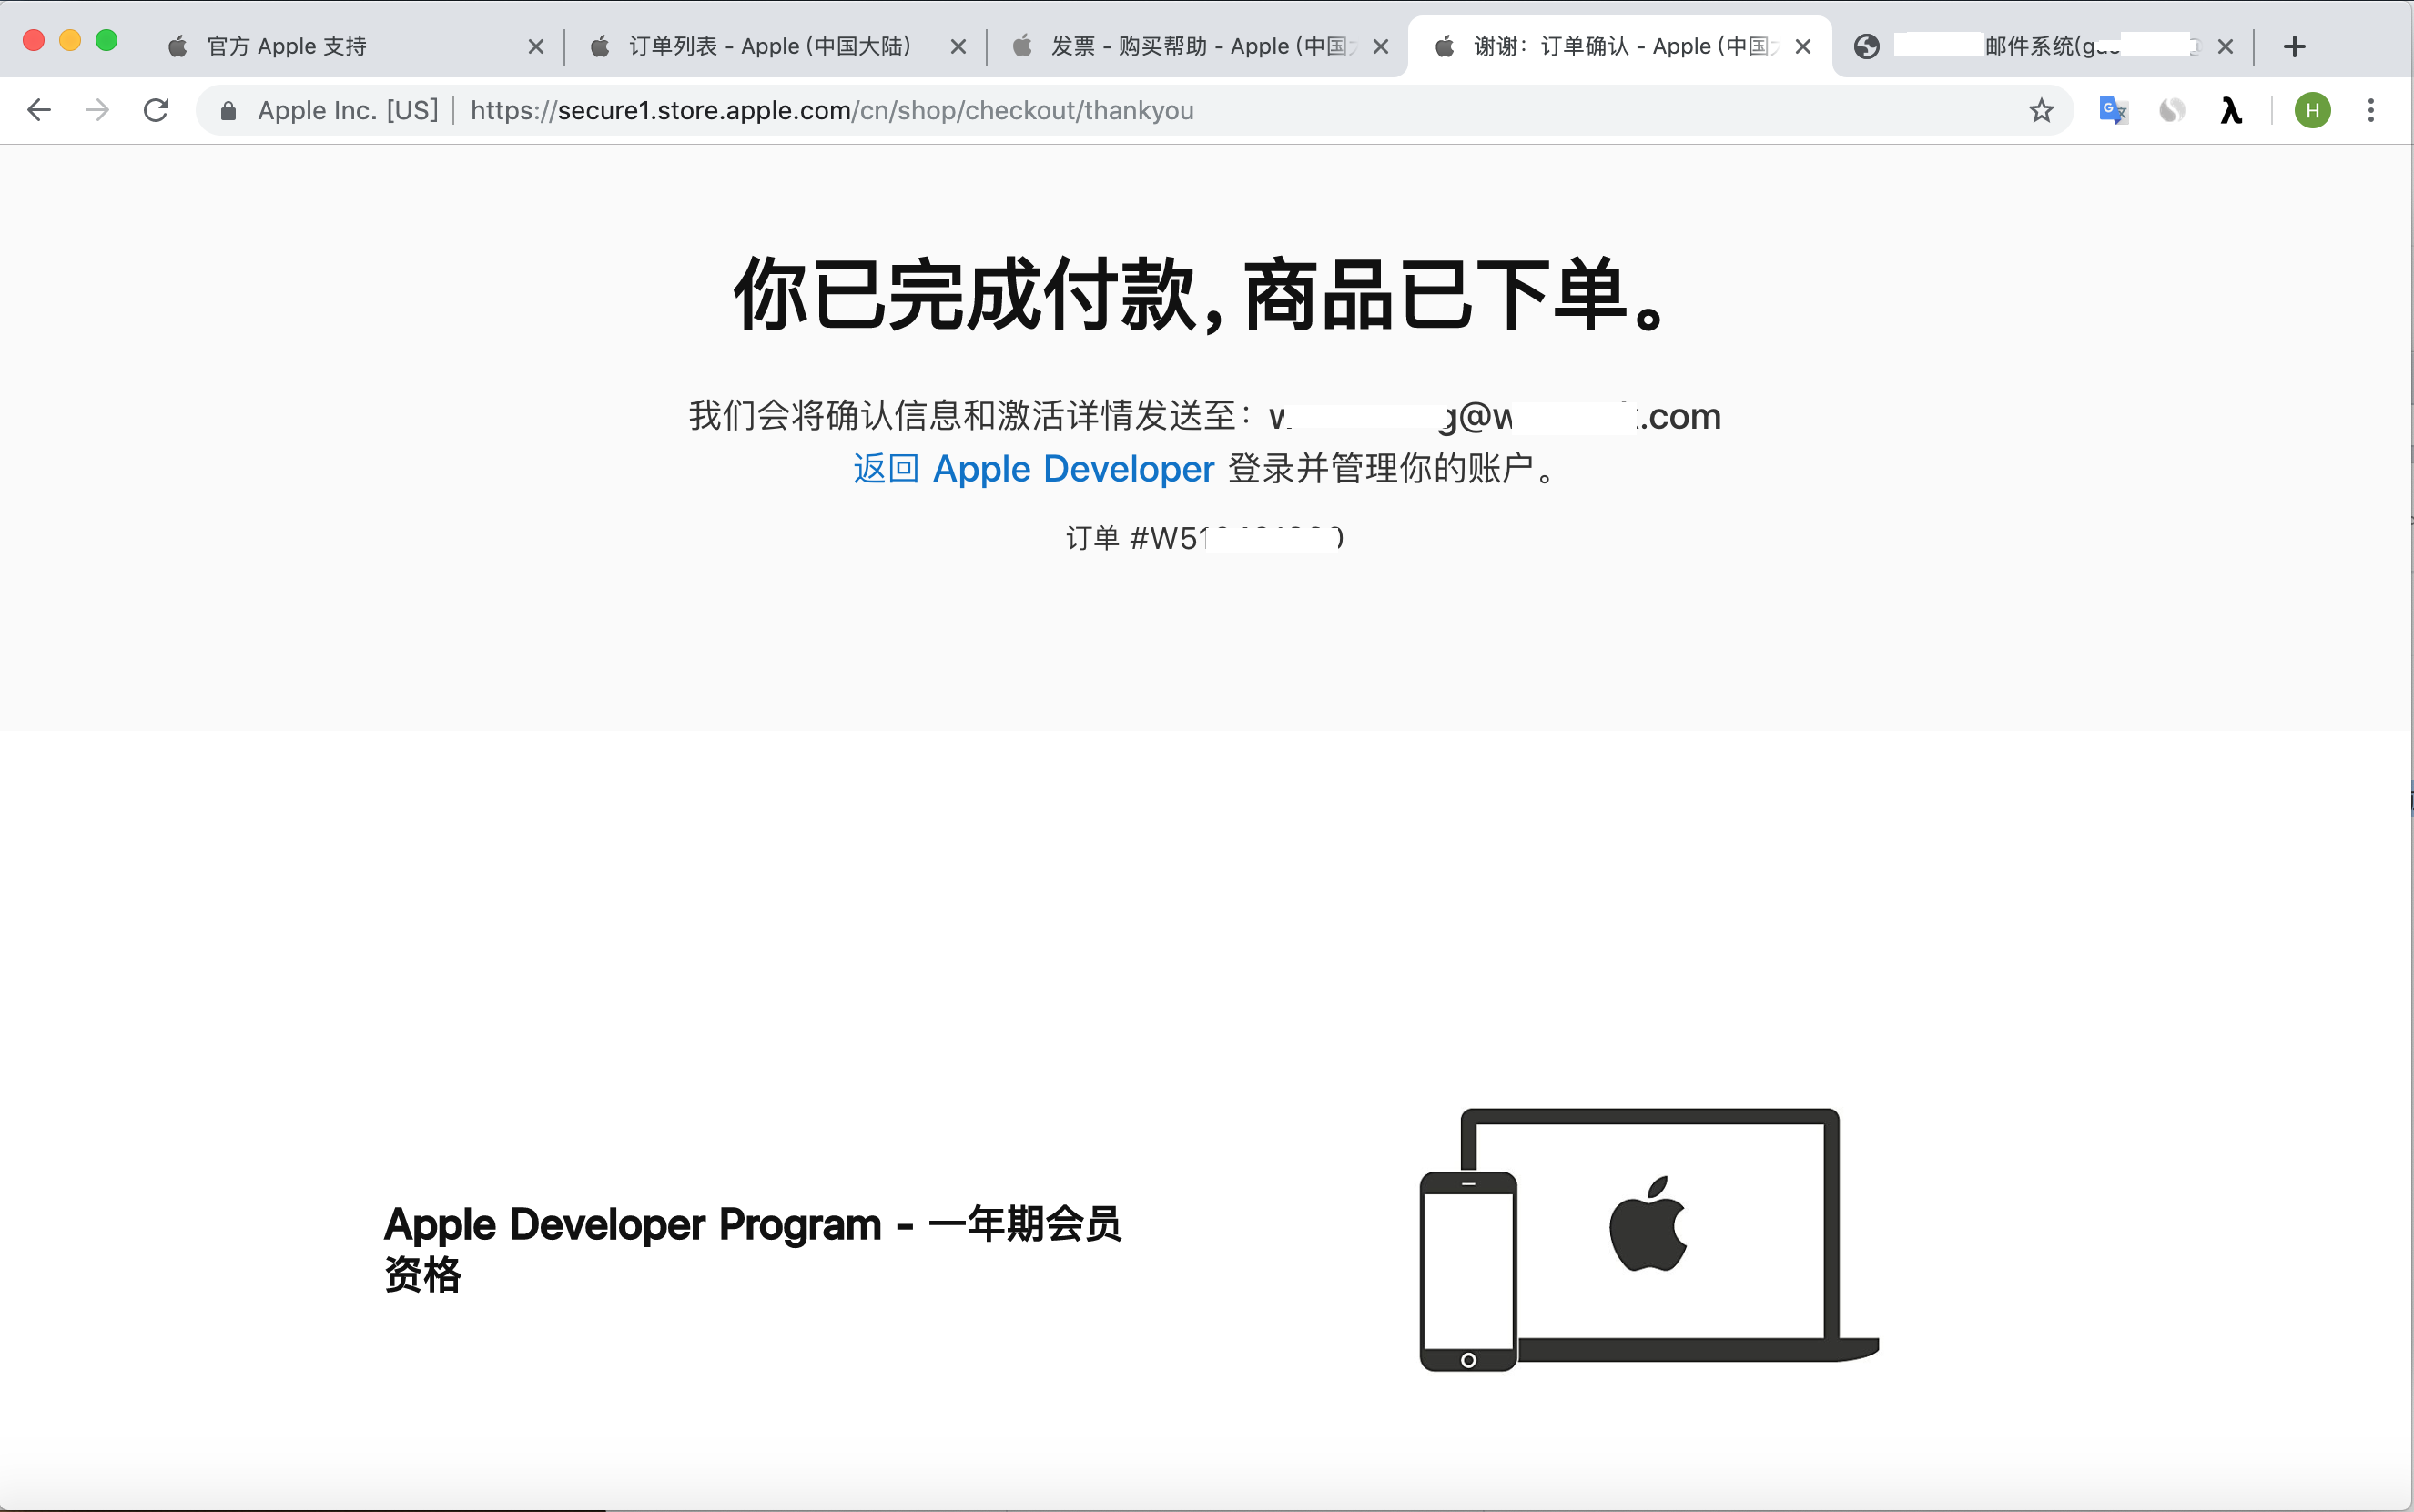 官方 Apple 支持
订单列表 - Apple (中国大陆)
发票 - 购买帮助 - Apple (中国
谢谢：订单确认 - Apple (中国
邮件系统(
Apple Inc. [US] https://secure1.store.apple.com/cn/shop/checkout/thankyou
H
你已完成付款，商品已下单。
我们会将确认信息和激活详情发送至： g@w .com
返回 Apple Developer 登录并管理你的账户。
订单 #W51
Apple Developer Program - 一年期会员
资格